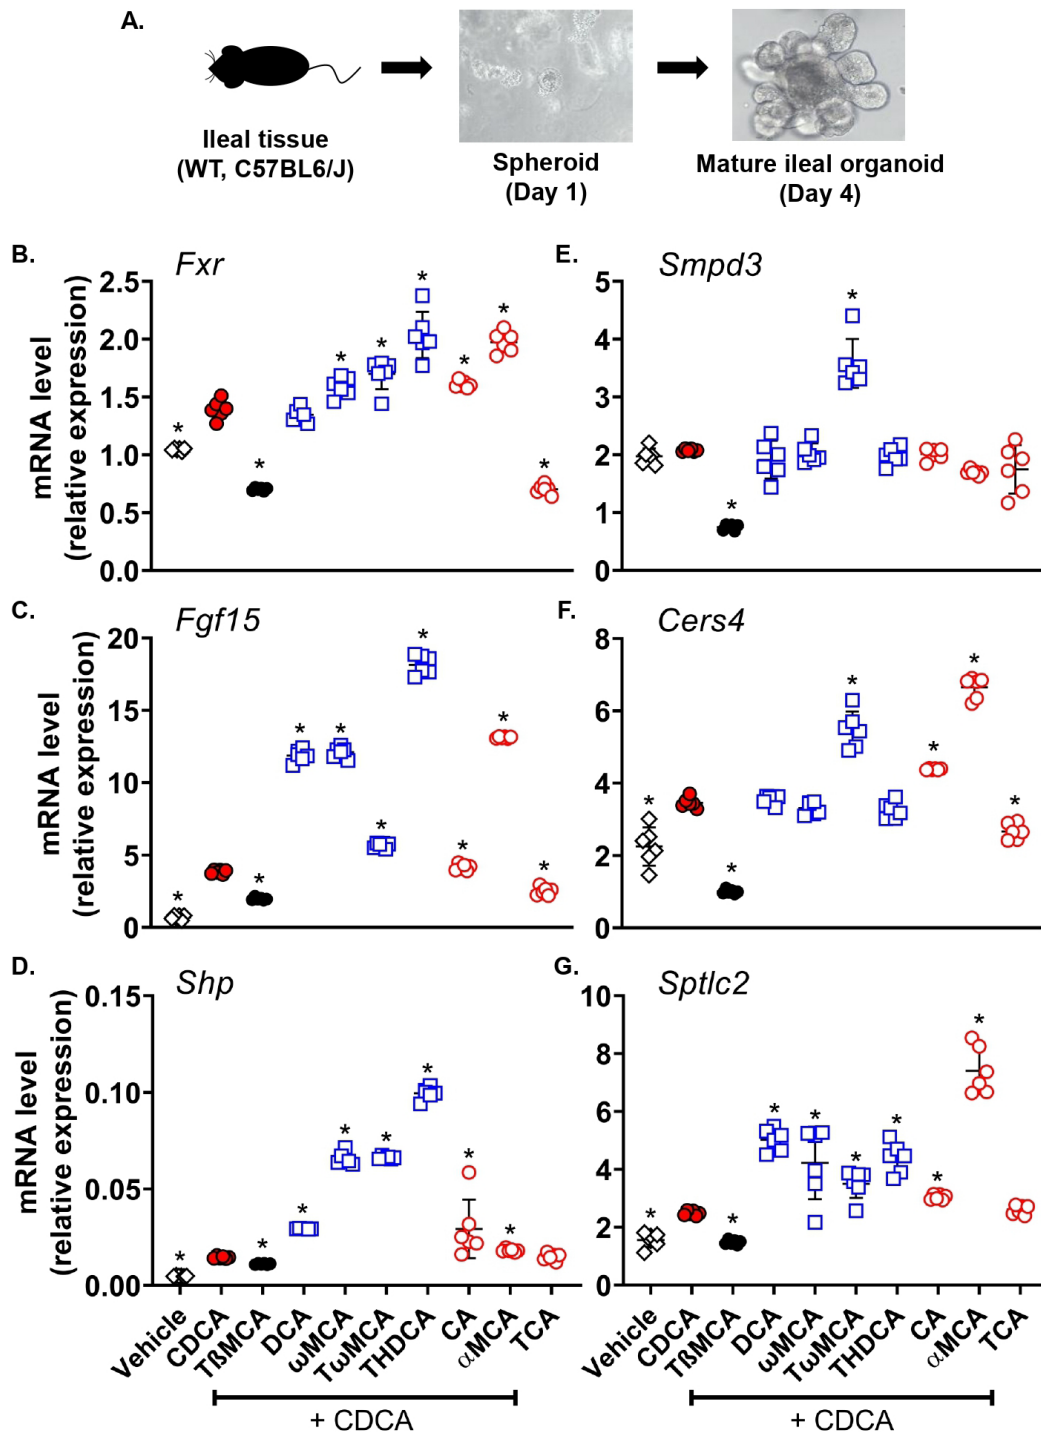 A.
Ileal tissue
(WT, C57BL6/J)
Spheroid
(Day 1)
Mature ileal organoid
(Day 4)
B.
Fxr
mRNA level
(relative expression)
2.5
2.0
1.5
1.0
0.5
0.0
* * * * * * * *
E.
Smpd3
5
4
3
2
1
0
* *
C.
Fgf15
mRNA level
(relative expression)
20
15
10
5
0
* * * * * * * * *
F.
Cers4
8
6
4
2
0
* * * * * *
D.
Shp
mRNA level
(relative expression)
0.15
0.10
0.05
0.00
* * * * * * * *
Vehicle
CDCA
TßMCA
DCA
ωMCA
TωMCA
THDCA
CA
αMCA
TCA
+ CDCA
G.
Sptlc2
10
8
6
4
2
0
* * * * * * * *
Vehicle
CDCA
TßMCA
DCA
ωMCA
TωMCA
THDCA
CA
αMCA
TCA
+ CDCA